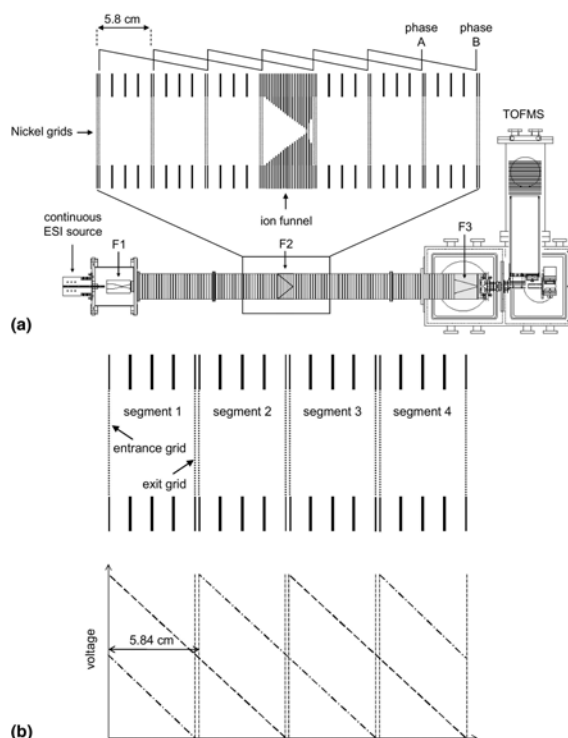 5.8 cm
phase
A
phase
B
Nickel grids
TOFMS
continuous
ESI source
F1
ion funnel
F2
F3
(a)
segment 1
segment 2
segment 3
segment 4
entrance grid
exit grid
voltage
5.84 cm
(b)